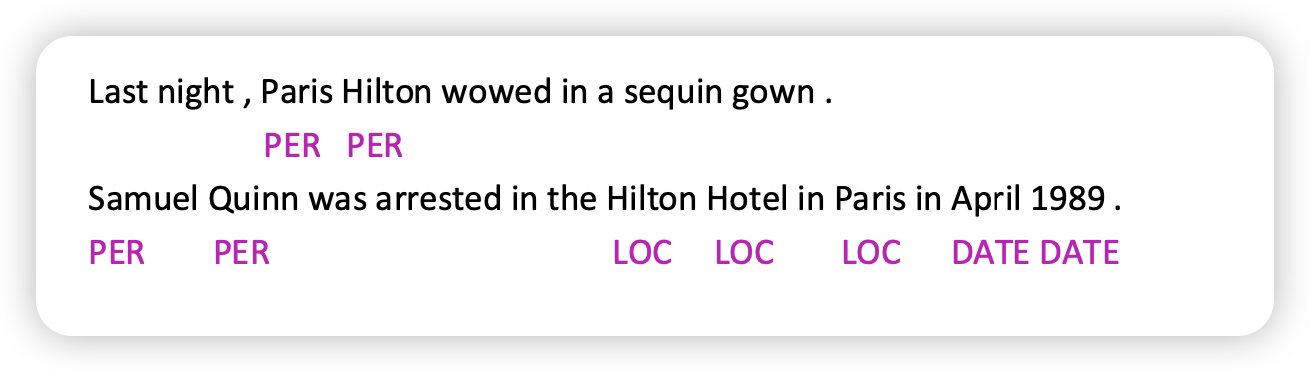 Last night , Paris Hilton wowed in a sequin gown .
PER PER
Samuel Quinn was arrested in the Hilton Hotel in Paris in April 1989 .
PER PER LOC LOC LOC DATE DATE